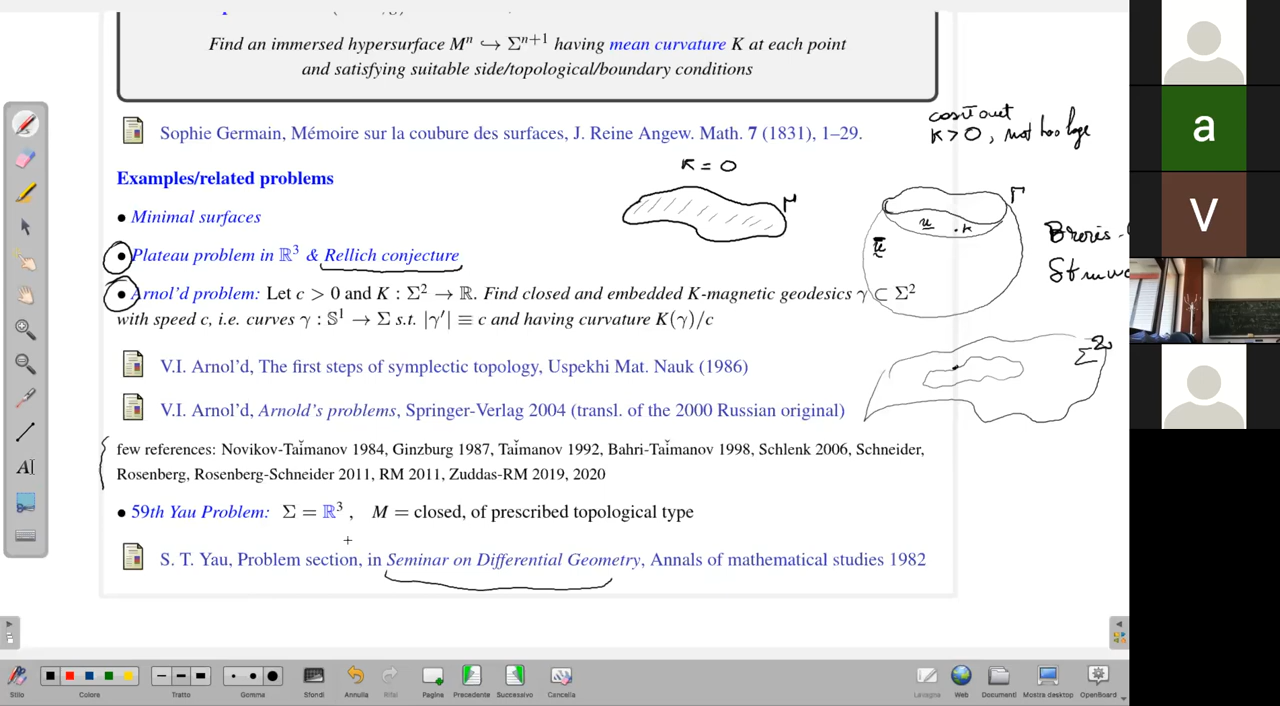 Find an immersed hypersurface Mⁿ ↪ Σⁿ⁺¹ having mean curvature K at each point
and satisfying suitable side/topological/boundary conditions
Sophie Germain, Mémoire sur la coubure des surfaces, J. Reine Angew. Math. 7 (1831), 1–29.
K > 0, not too large
K = 0
Examples/related problems
• Minimal surfaces
Γ
Γ
• Plateau problem in ℝ³ & Rellich conjecture
u
• Arnol'd problem: Let c > 0 and K : Σ² → ℝ. Find closed and embedded K-magnetic geodesics γ ⊂ Σ²
with speed c, i.e. curves γ : 𝕊¹ → Σ s.t. |γ′| ≡ c and having curvature K(γ)/c
Σ²
V.I. Arnol'd, The first steps of symplectic topology, Uspekhi Mat. Nauk (1986)
V.I. Arnol'd, Arnold's problems, Springer-Verlag 2004 (transl. of the 2000 Russian original)
few references: Novikov-Taĭmanov 1984, Ginzburg 1987, Taĭmanov 1992, Bahri-Taĭmanov 1998, Schlenk 2006, Schneider,
Rosenberg, Rosenberg-Schneider 2011, RM 2011, Zuddas-RM 2019, 2020
• 59th Yau Problem: Σ = ℝ³ , M = closed, of prescribed topological type
S. T. Yau, Problem section, in Seminar on Differential Geometry, Annals of mathematical studies 1982
a
V
A
Stilo Colore Tratto Gomma Sfondi Annulla Rifai Pagina Precedente Successivo Cancella Lavagna Web Documenti Mostra desktop OpenBoard